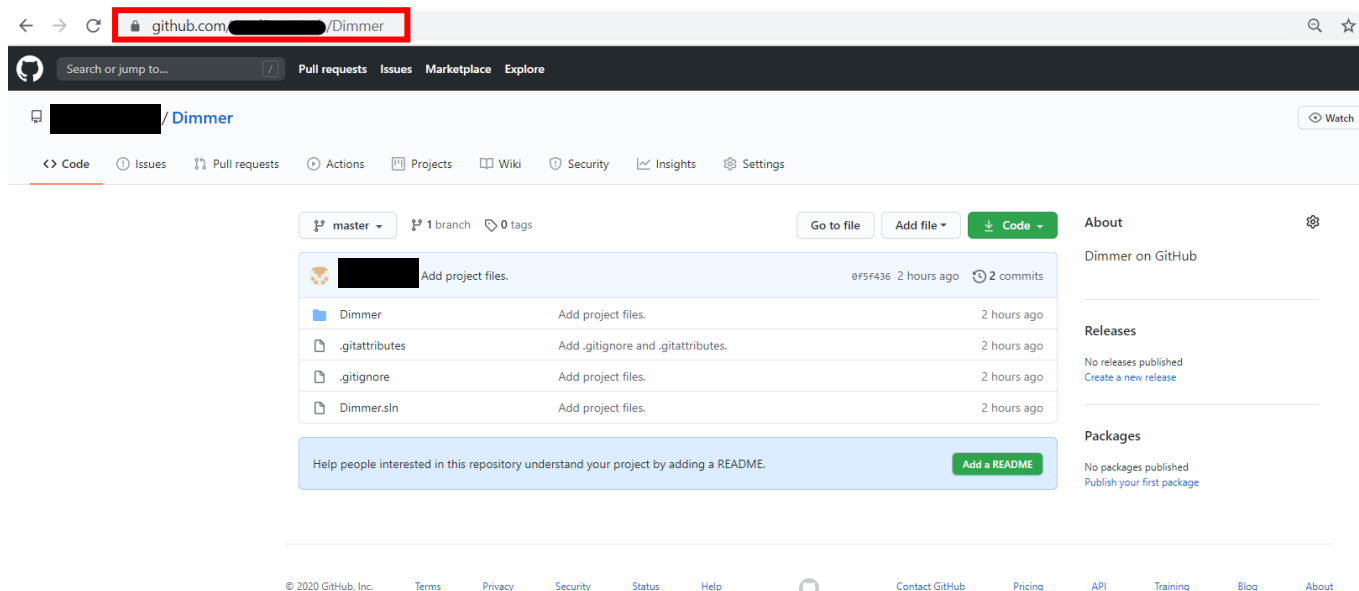 github.com/ /Dimmer
Search or jump to... /
Pull requests Issues Marketplace Explore
/ Dimmer
Watch
Code Issues Pull requests Actions Projects Wiki Security Insights Settings
master 1 branch 0 tags Go to file Add file Code
About
Dimmer on GitHub
Add project files. 0f5f436 2 hours ago 2 commits
Dimmer Add project files. 2 hours ago
.gitattributes Add .gitignore and .gitattributes. 2 hours ago
.gitignore Add project files. 2 hours ago
Dimmer.sln Add project files. 2 hours ago
Help people interested in this repository understand your project by adding a README. Add a README
Releases
No releases published
Create a new release
Packages
No packages published
Publish your first package
© 2020 GitHub, Inc. Terms Privacy Security Status Help Contact GitHub Pricing API Training Blog About